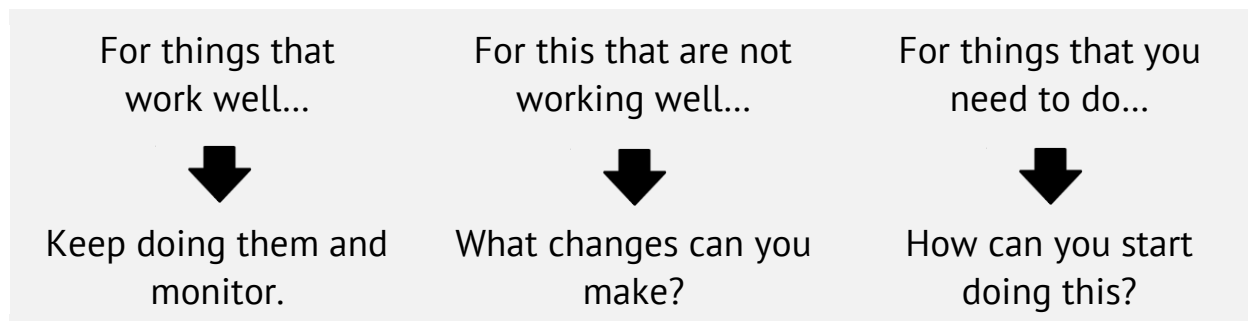 For things that
work well...
Keep doing them and
monitor.
For this that are not
working well...
What changes can you
make?
For things that you
need to do...
How can you start
doing this?